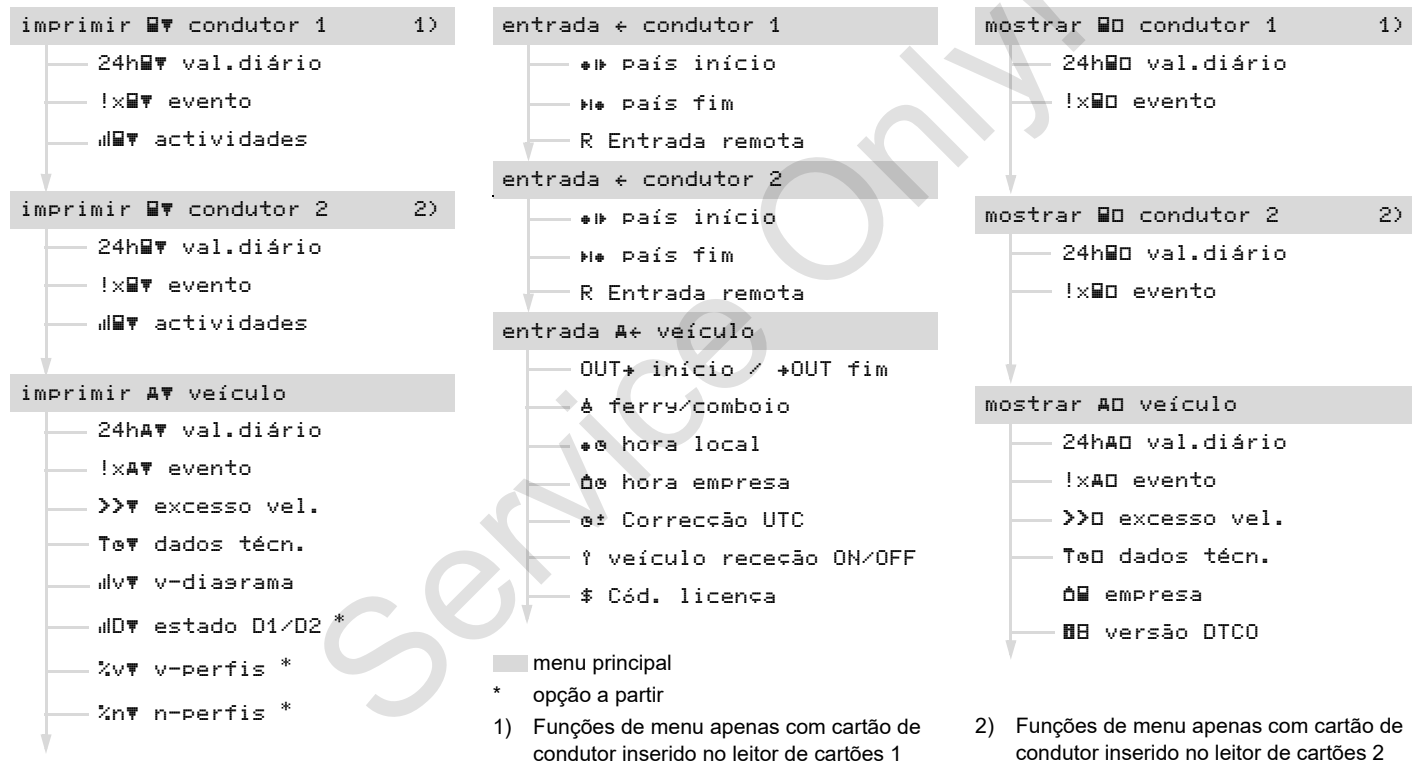 imprimir condutor 1 1)
24h val.diário
!x evento
actividades
imprimir condutor 2 2)
24h val.diário
!x evento
actividades
imprimir veículo
24h val.diário
!x evento
>> excesso vel.
dados técn.
v v-diagrama
D estado D1/D2 *
%v v-perfis *
%n n-perfis *
entrada ← condutor 1
país início
país fim
R Entrada remota
entrada ← condutor 2
país início
país fim
R Entrada remota
entrada ← veículo
OUT→ início / →OUT fim
ferry/comboio
hora local
hora empresa
Correcção UTC
veículo receção ON/OFF
Cód. licença
menu principal
* opção a partir
1) Funções de menu apenas com cartão de
condutor inserido no leitor de cartões 1
mostrar condutor 1 1)
24h val.diário
!x evento
mostrar condutor 2 2)
24h val.diário
!x evento
mostrar veículo
24h val.diário
!x evento
>> excesso vel.
dados técn.
empresa
versão DTCO
2) Funções de menu apenas com cartão de
condutor inserido no leitor de cartões 2
Service Only!